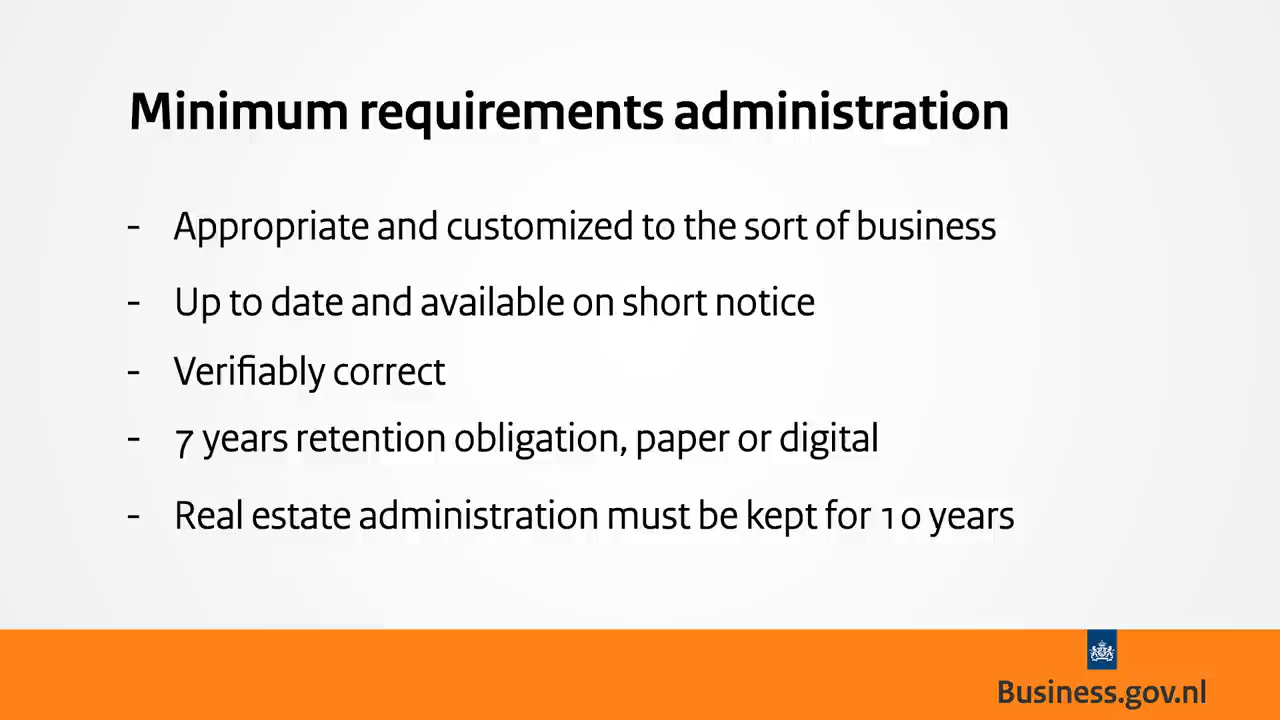 Minimum requirements administration
- Appropriate and customized to the sort of business
- Up to date and available on short notice
- Verifiably correct
- 7 years retention obligation, paper or digital
- Real estate administration must be kept for 10 years
Business.gov.nl